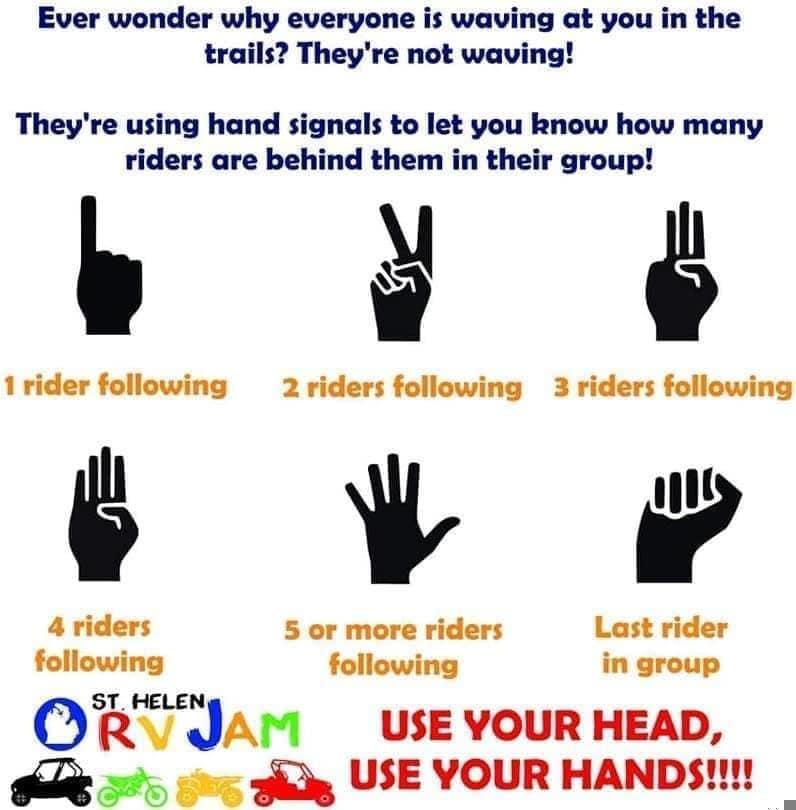 Ever wonder why everyone is waving at you in the
trails? They're not waving!
They're using hand signals to let you know how many
riders are behind them in their group!
1 rider following
2 riders following
3 riders following
4 riders
following
5 or more riders
following
Last rider
in group
ST. HELEN
ORV JAM
USE YOUR HEAD,
USE YOUR HANDS!!!!